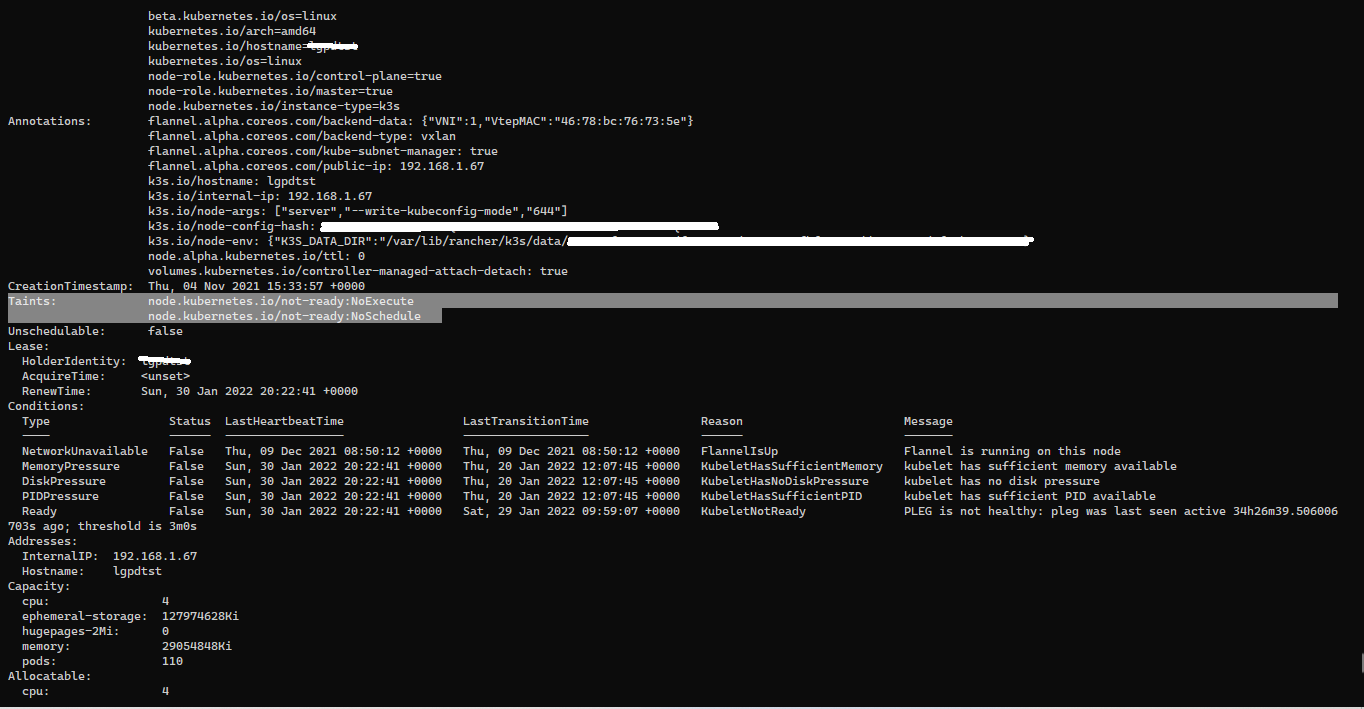 beta.kubernetes.io/os=linux
kubernetes.io/arch=amd64
kubernetes.io/hostname=
kubernetes.io/os=linux
node-role.kubernetes.io/control-plane=true
node-role.kubernetes.io/master=true
node.kubernetes.io/instance-type=k3s
Annotations: flannel.alpha.coreos.com/backend-data: {"VNI":1,"VtepMAC":"46:78:bc:76:73:5e"}
flannel.alpha.coreos.com/backend-type: vxlan
flannel.alpha.coreos.com/kube-subnet-manager: true
flannel.alpha.coreos.com/public-ip: 192.168.1.67
k3s.io/hostname: lgpdtst
k3s.io/internal-ip: 192.168.1.67
k3s.io/node-args: ["server","--write-kubeconfig-mode","644"]
k3s.io/node-config-hash:
k3s.io/node-env: {"K3S_DATA_DIR":"/var/lib/rancher/k3s/data/
node.alpha.kubernetes.io/ttl: 0
volumes.kubernetes.io/controller-managed-attach-detach: true
CreationTimestamp: Thu, 04 Nov 2021 15:33:57 +0000
Taints: node.kubernetes.io/not-ready:NoExecute
node.kubernetes.io/not-ready:NoSchedule
Unschedulable: false
Lease:
HolderIdentity:
AcquireTime: <unset>
RenewTime: Sun, 30 Jan 2022 20:22:41 +0000
Conditions:
Type Status LastHeartbeatTime LastTransitionTime Reason Message
---- ------ ----------------- ------------------ ------ -------
NetworkUnavailable False Thu, 09 Dec 2021 08:50:12 +0000 Thu, 09 Dec 2021 08:50:12 +0000 FlannelIsUp Flannel is running on this node
MemoryPressure False Sun, 30 Jan 2022 20:22:41 +0000 Thu, 20 Jan 2022 12:07:45 +0000 KubeletHasSufficientMemory kubelet has sufficient memory available
DiskPressure False Sun, 30 Jan 2022 20:22:41 +0000 Thu, 20 Jan 2022 12:07:45 +0000 KubeletHasNoDiskPressure kubelet has no disk pressure
PIDPressure False Sun, 30 Jan 2022 20:22:41 +0000 Thu, 20 Jan 2022 12:07:45 +0000 KubeletHasSufficientPID kubelet has sufficient PID available
Ready False Sun, 30 Jan 2022 20:22:41 +0000 Sat, 29 Jan 2022 09:59:07 +0000 KubeletNotReady PLEG is not healthy: pleg was last seen active 34h26m39.506006
703s ago; threshold is 3m0s
Addresses:
InternalIP: 192.168.1.67
Hostname: lgpdtst
Capacity:
cpu: 4
ephemeral-storage: 127974628Ki
hugepages-2Mi: 0
memory: 29054848Ki
pods: 110
Allocatable:
cpu: 4